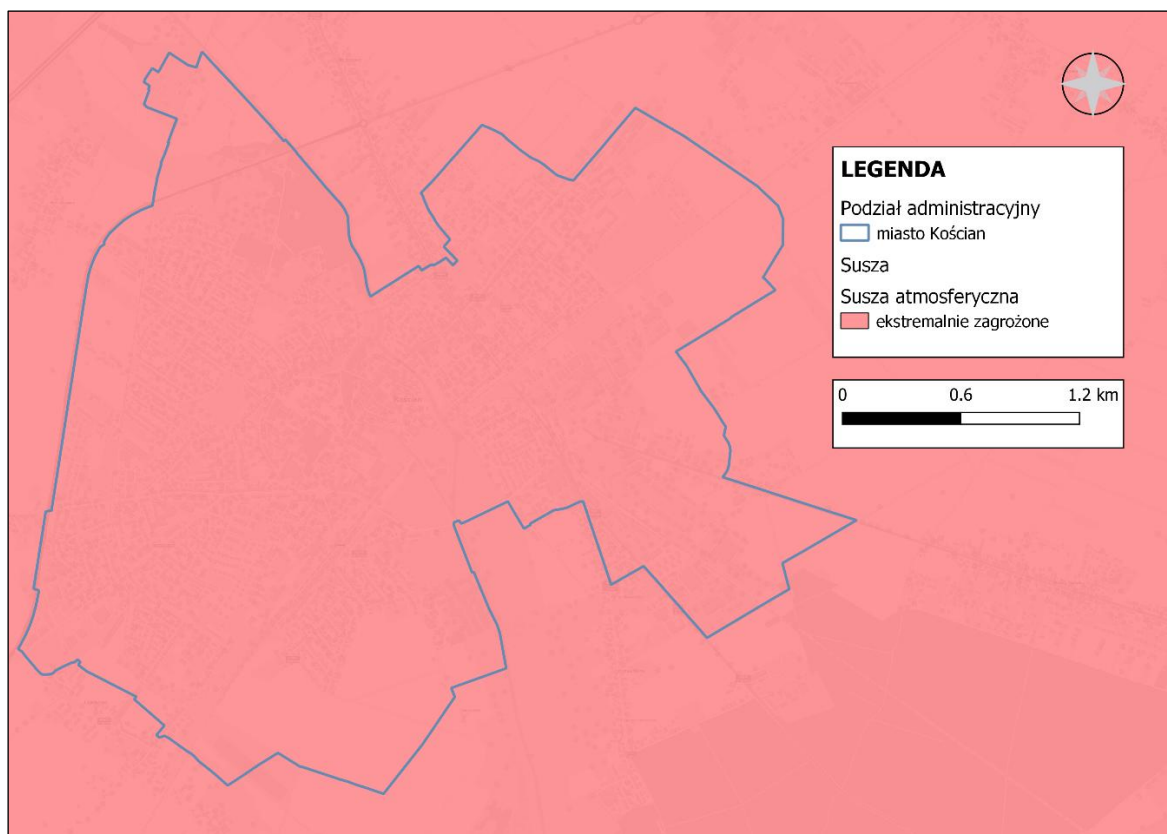 LEGENDA
Podział administracyjny
miasto Kościan
Susza
Susza atmosferyczna
ekstremalnie zagrożone
0 0.6 1.2 km